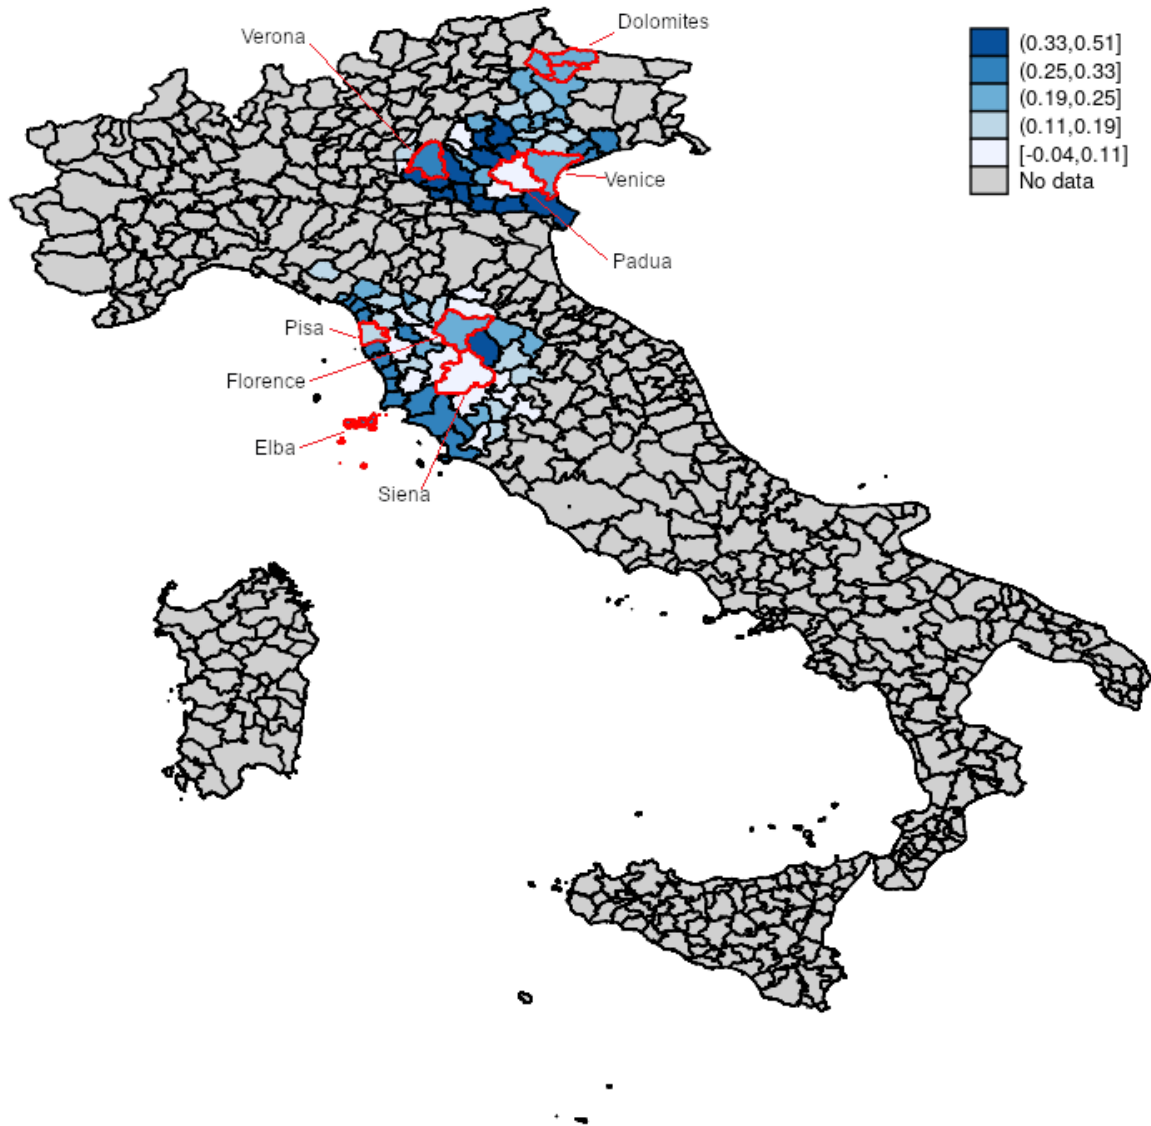 Dolomites
Verona
(0.33,0.51]
(0.25,0.33]
(0.19,0.25]
(0.11,0.19]
[-0.04,0.11]
No data
Venice
Padua
Pisa
Florence
Elba
Siena